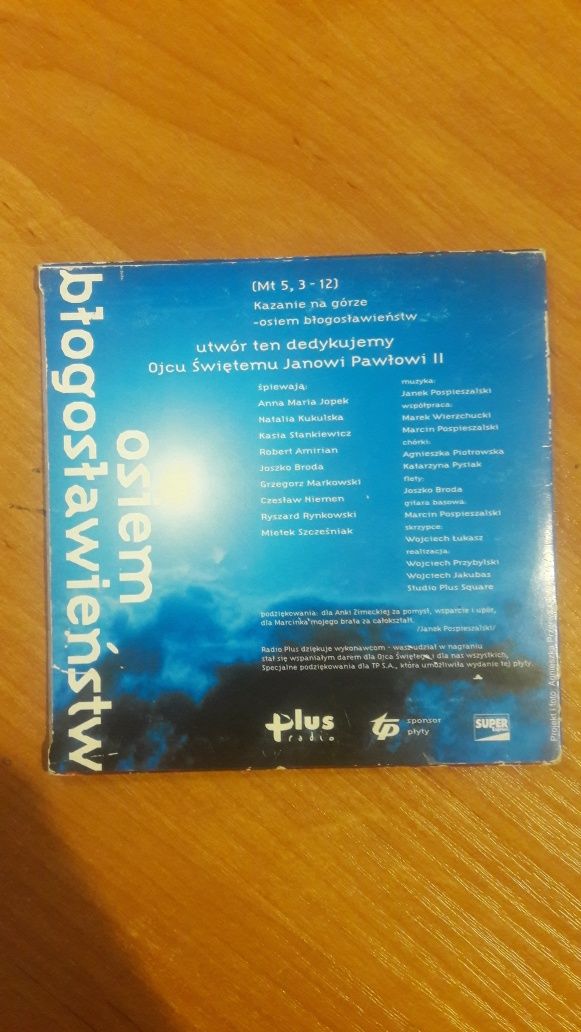 osiem
błogosławieństw
(Mt 5, 3 - 12)
Kazanie na górze
-osiem błogosławieństw
utwór ten dedykujemy
Ojcu Świętemu Janowi Pawłowi II
śpiewają:
Anna Maria Jopek
Natalia Kukulska
Kasia Stankiewicz
Robert Amirian
Joszko Broda
Grzegorz Markowski
Czesław Niemen
Ryszard Rynkowski
Mietek Szcześniak
muzyka:
Janek Pospieszalski
współpraca:
Marek Wierzchucki
Marcin Pospieszalski
chórki:
Agnieszka Piotrowska
Katarzyna Pysiak
flety:
Joszko Broda
gitara basowa:
Marcin Pospieszalski
skrzypce:
Wojciech Łukasz
realizacja:
Wojciech Przybylski
Wojciech Jakubas
Studio Plus Square
podziękowania: dla Anki Zimeckiej za pomysł, wsparcie i upór,
dla Marcinka mojego brata za całokształt.
/Janek Pospieszalski/
Radio Plus dziękuje wykonawcom - wasz udział w nagraniu
stał się wspaniałym darem dla Ojca Świętego i dla nas wszystkich.
Specjalne podziękowania dla TP S.A., która umożliwiła wydanie tej płyty.
plus
radio
tp
sponsor
płyty
SUPER
Projekt i foto: Agnieszka